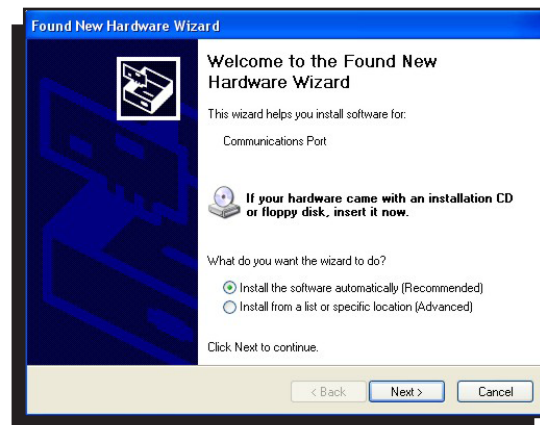 Found New Hardware Wizard
Welcome to the Found New
Hardware Wizard
This wizard helps you install software for:
Communications Port
If your hardware came with an installation CD
or floppy disk, insert it now.
What do you want the wizard to do?
Install the software automatically (Recommended)
Install from a list or specific location (Advanced)
Click Next to continue.
< Back Next > Cancel